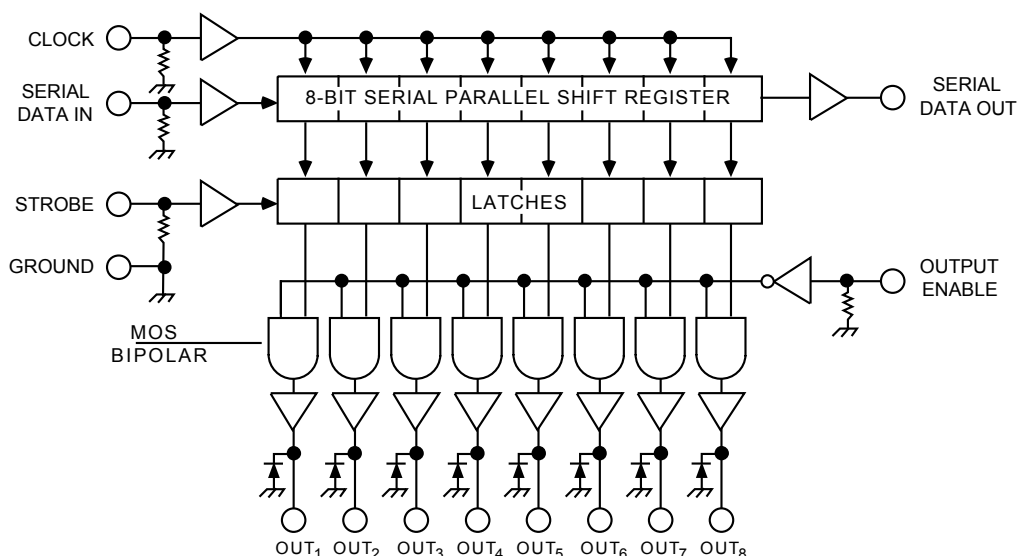 CLOCK
SERIAL
DATA IN
8-BIT SERIAL PARALLEL SHIFT REGISTER
SERIAL
DATA OUT
STROBE
LATCHES
GROUND
OUTPUT
ENABLE
MOS
BIPOLAR
OUT₁ OUT₂ OUT₃ OUT₄ OUT₅ OUT₆ OUT₇ OUT₈